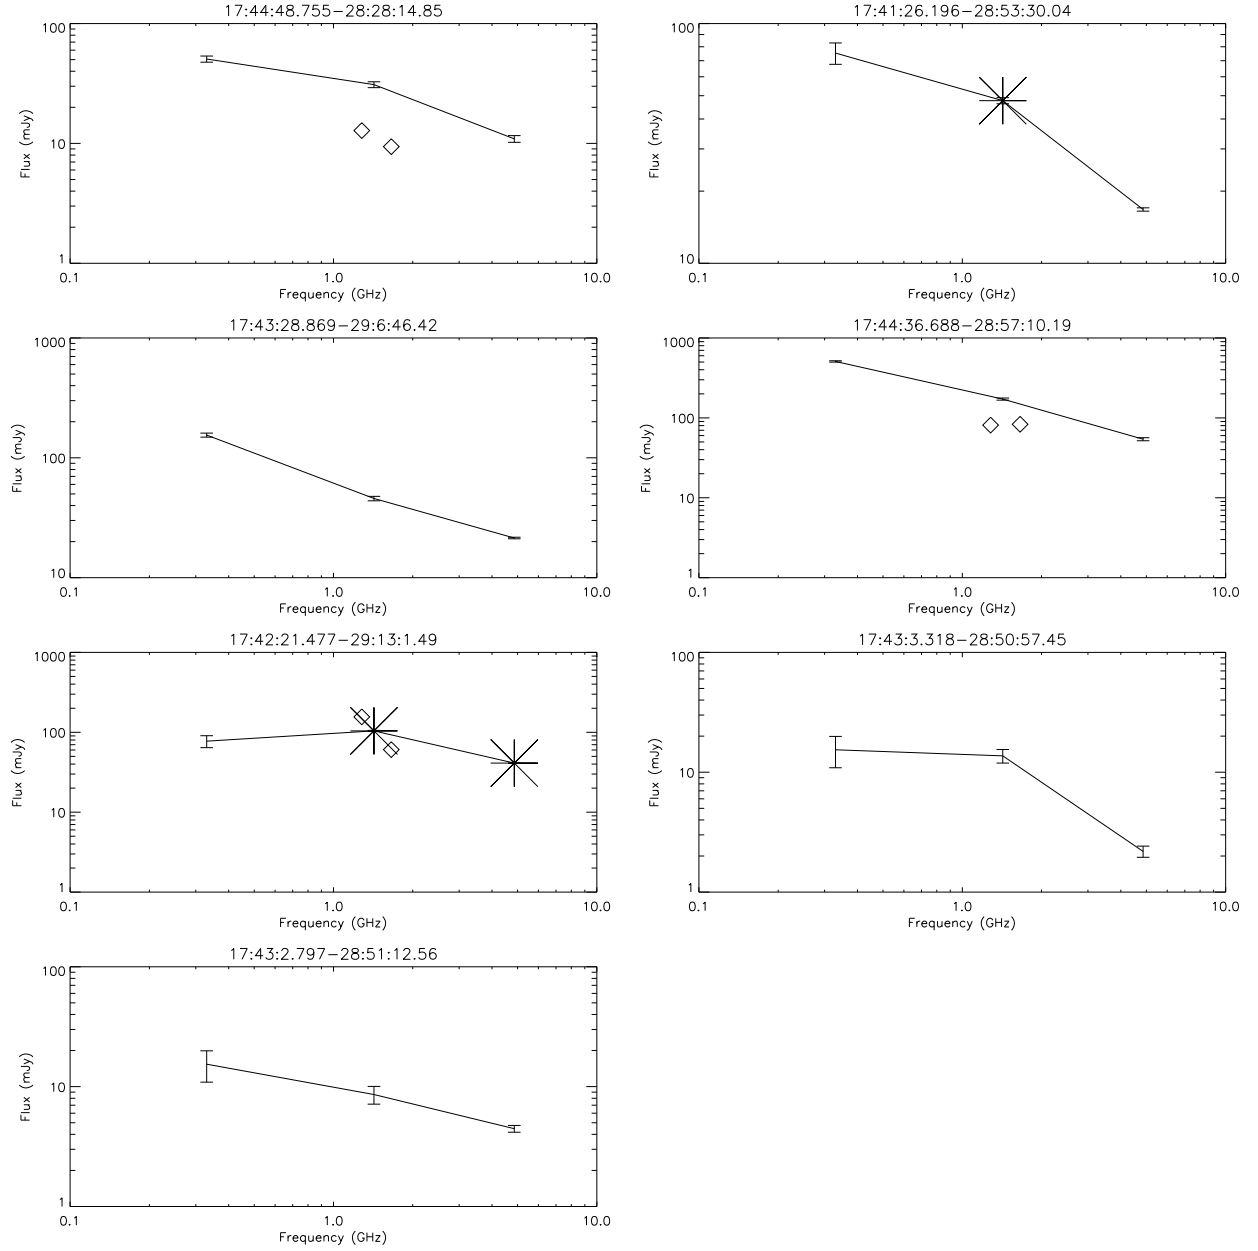 17:44:48.755−28:28:14.85
100
10
1
Flux (mJy)
0.1 1.0 10.0
Frequency (GHz)
17:41:26.196−28:53:30.04
100
10
Flux (mJy)
0.1 1.0 10.0
Frequency (GHz)
17:43:28.869−29:6:46.42
1000
100
10
Flux (mJy)
0.1 1.0 10.0
Frequency (GHz)
17:44:36.688−28:57:10.19
1000
100
10
1
Flux (mJy)
0.1 1.0 10.0
Frequency (GHz)
17:42:21.477−29:13:1.49
1000
100
10
1
Flux (mJy)
0.1 1.0 10.0
Frequency (GHz)
17:43:3.318−28:50:57.45
100
10
1
Flux (mJy)
0.1 1.0 10.0
Frequency (GHz)
17:43:2.797−28:51:12.56
100
10
1
Flux (mJy)
0.1 1.0 10.0
Frequency (GHz)